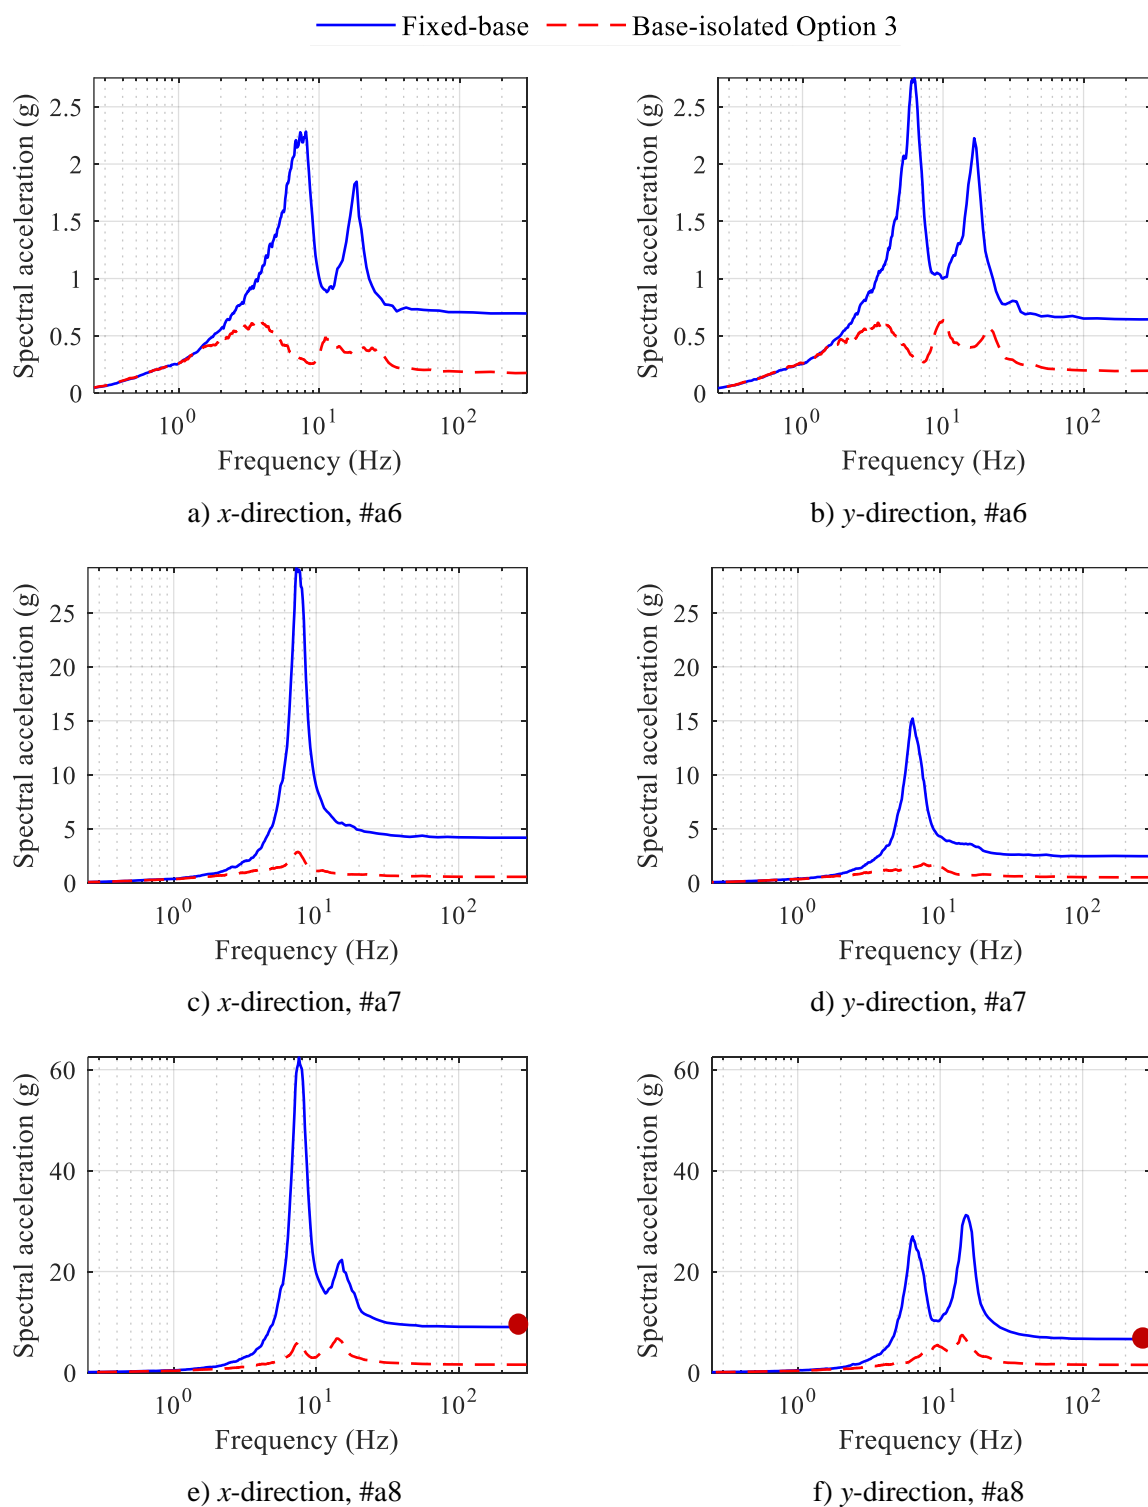 Fixed-base Base-isolated Option 3
2.5 2 1.5 1 0.5 0
Spectral acceleration (g)
10^0 10^1 10^2
Frequency (Hz)
a) x-direction, #a6
2.5 2 1.5 1 0.5 0
Spectral acceleration (g)
10^0 10^1 10^2
Frequency (Hz)
b) y-direction, #a6
25 20 15 10 5 0
Spectral acceleration (g)
10^0 10^1 10^2
Frequency (Hz)
c) x-direction, #a7
25 20 15 10 5 0
Spectral acceleration (g)
10^0 10^1 10^2
Frequency (Hz)
d) y-direction, #a7
60 40 20 0
Spectral acceleration (g)
10^0 10^1 10^2
Frequency (Hz)
e) x-direction, #a8
60 40 20 0
Spectral acceleration (g)
10^0 10^1 10^2
Frequency (Hz)
f) y-direction, #a8